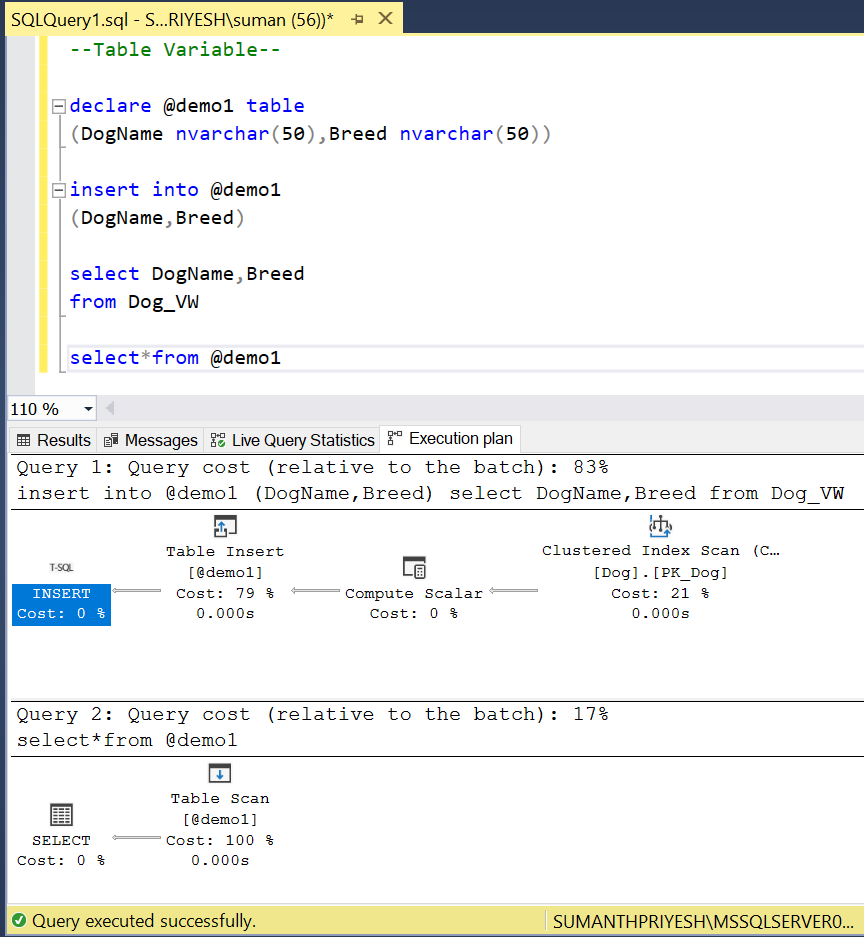 SQLQuery1.sql - S...RIYESH\suman (56))*
--Table Variable--
declare @demo1 table
(DogName nvarchar(50),Breed nvarchar(50))
insert into @demo1
(DogName,Breed)
select DogName,Breed
from Dog_VW
select*from @demo1
110 %
Results Messages Live Query Statistics Execution plan
Query 1: Query cost (relative to the batch): 83%
insert into @demo1 (DogName,Breed) select DogName,Breed from Dog_VW
T-SQL
INSERT
Cost: 0 %
Table Insert
[@demo1]
Cost: 79 %
0.000s
Compute Scalar
Cost: 0 %
Clustered Index Scan (C...
[Dog].[PK_Dog]
Cost: 21 %
0.000s
Query 2: Query cost (relative to the batch): 17%
select*from @demo1
SELECT
Cost: 0 %
Table Scan
[@demo1]
Cost: 100 %
0.000s
Query executed successfully.
SUMANTHPRIYESH\MSSQLSERVER0...